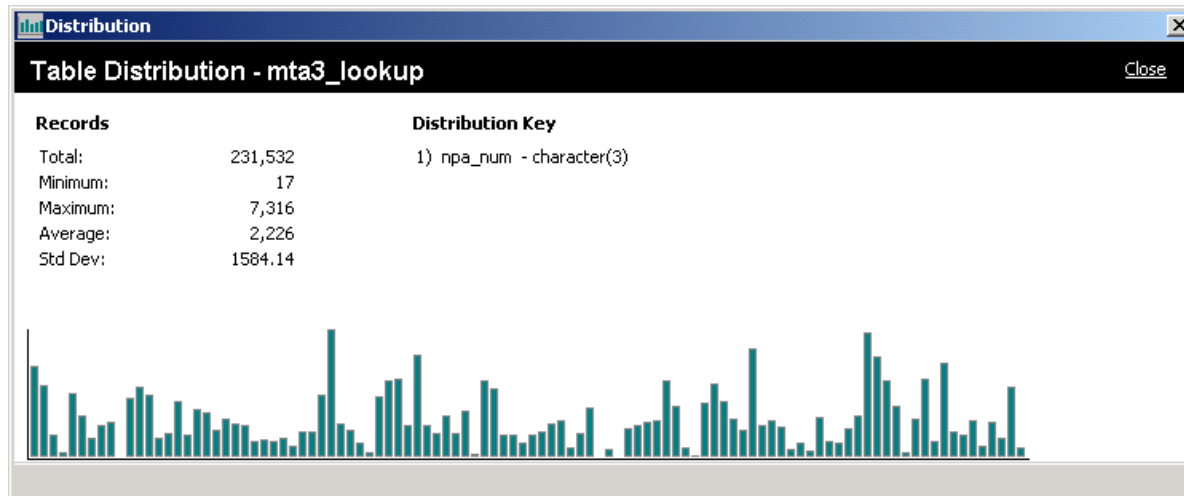 Distribution
Table Distribution - mta3_lookup
Close
Records
Distribution Key
Total: 231,532
1) npa_num - character(3)
Minimum: 17
Maximum: 7,316
Average: 2,226
Std Dev: 1584.14